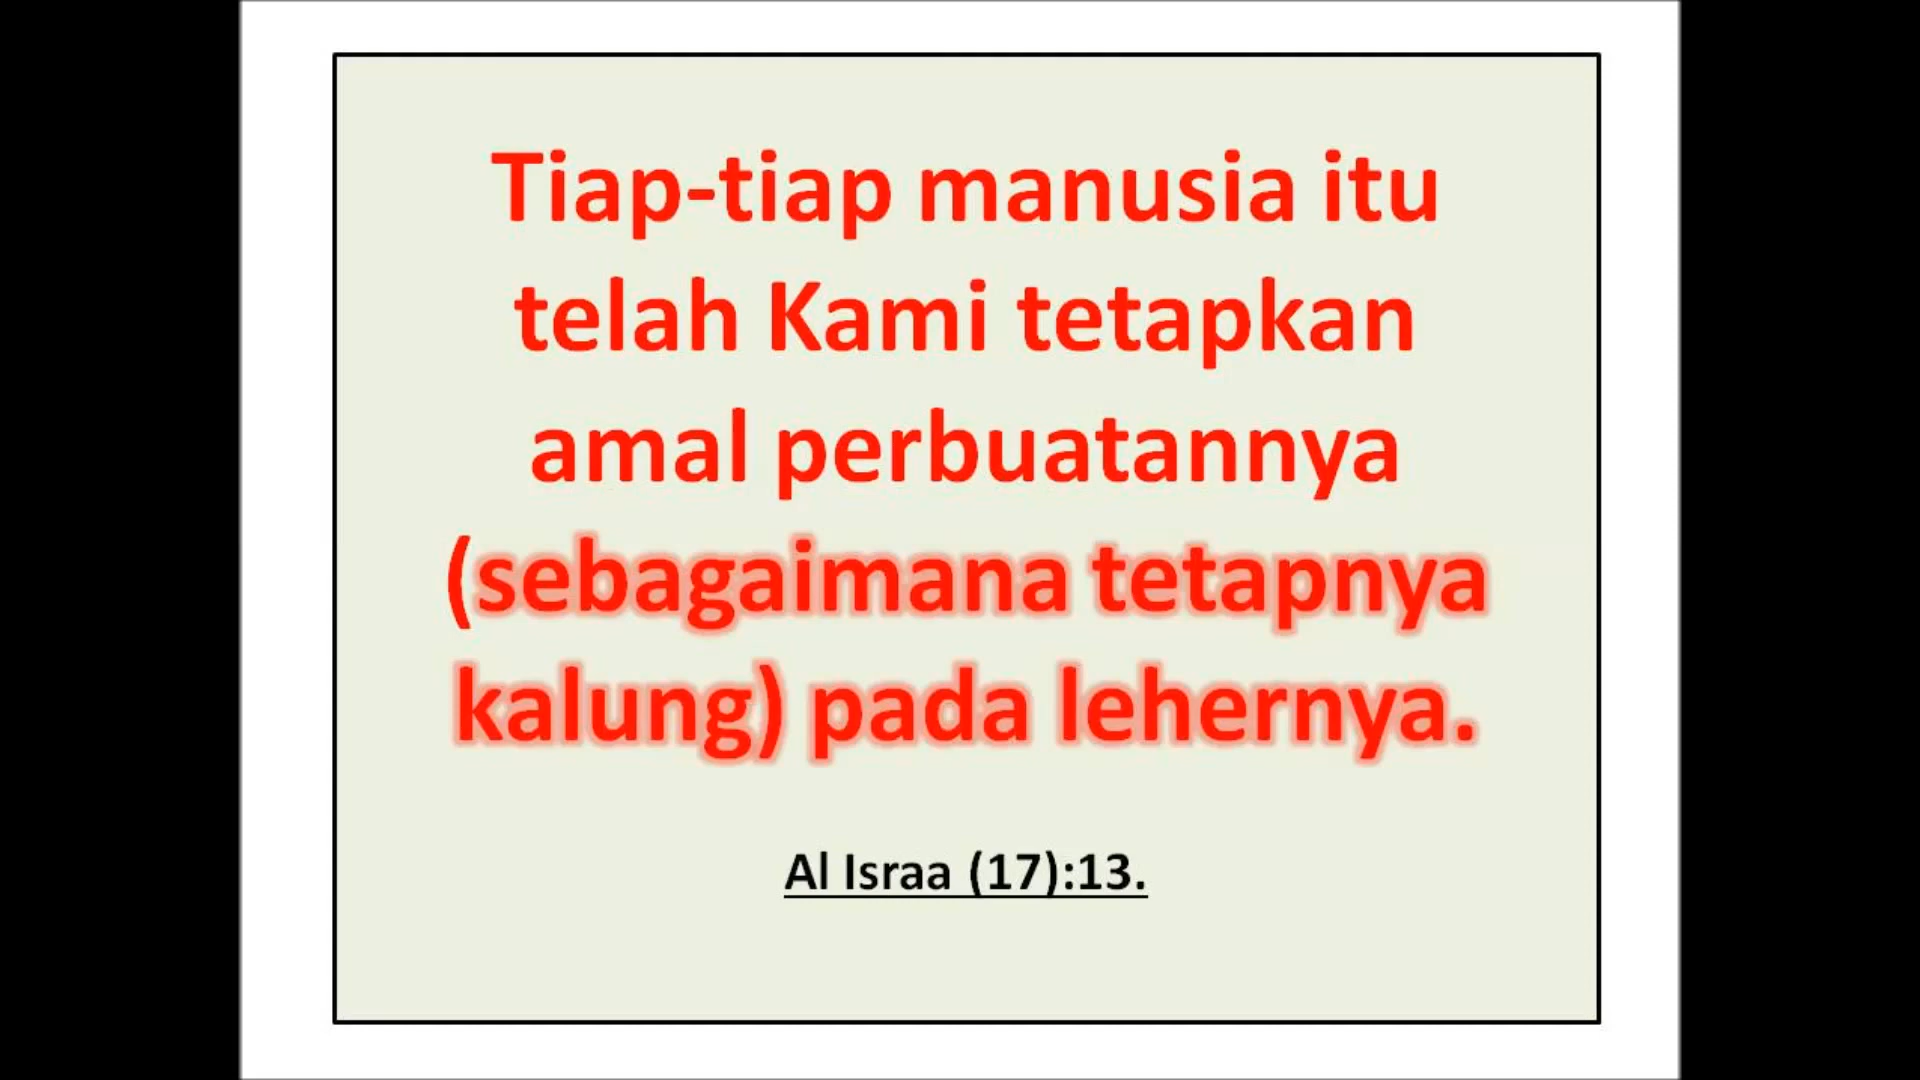 Tiap-tiap manusia itu
telah Kami tetapkan
amal perbuatannya
(sebagaimana tetapnya
kalung) pada lehernya.
Al Israa (17):13.